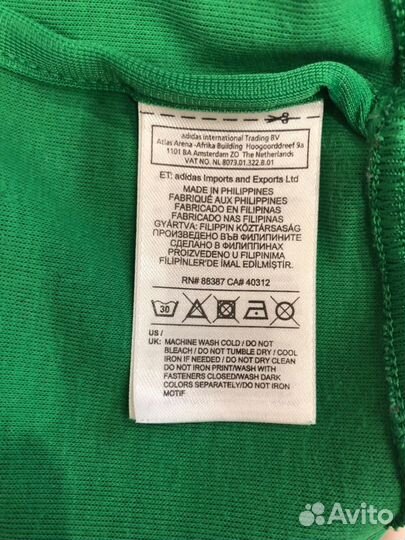 adidas International Trading BV
Atlas Arena -Afrika Building Hoogoorddreef 9a
1101 BA Amsterdam ZO The Netherlands
VAT NO. NL 8073.01.322.B.01
ET: adidas Imports and Exports Ltd
MADE IN PHILIPPINES
FABRIQUÉ AUX PHILIPPINES
FABRICADO EN FILIPINAS
FABRICADO NAS FILIPINAS
GYÁRTVA: FILIPPIN KÖZTÁRSASÁG
ПРОИЗВЕДЕНО ВЪВ ФИЛИПИНИТЕ
СДЕЛАНО В ФИЛИППИНАХ
PROIZVEDENO U FILIPINIMA
FİLİPİNLER'DE İMAL EDİLMİŞTİR.
RN# 88387 CA# 40312
30
US /
UK: MACHINE WASH COLD / DO NOT
BLEACH / DO NOT TUMBLE DRY / COOL
IRON IF NEEDED / DO NOT DRYCLEAN
DO NOT IRON PRINT/WASH WITH
FASTENERS CLOSED/WASH DARK
COLORS SEPARATELY/DO NOT IRON
MOTIF
Avito